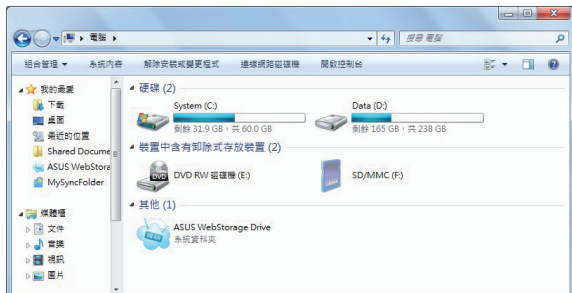 電腦
搜尋 電腦
組合管理
系統內容
解除安裝或變更程式
連線網路磁碟機
開啟控制台
我的最愛
下載
桌面
最近的位置
Shared Docume
ASUS WebStora
MySyncFolder
媒體櫃
文件
音樂
視訊
圖片
硬碟 (2)
System (C:)
剩餘 31.9 GB，共 60.0 GB
Data (D:)
剩餘 165 GB，共 238 GB
裝置中含有卸除式存放裝置 (2)
DVD RW 磁碟機 (E:)
SD/MMC (F:)
其他 (1)
ASUS WebStorage Drive
系統資料夾